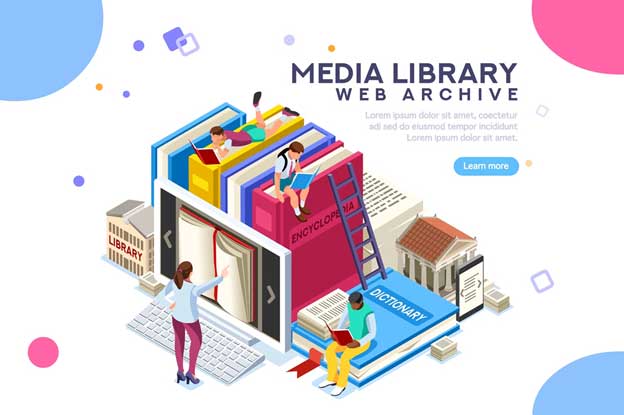 MEDIA LIBRARY
WEB ARCHIVE
Lorem ipsum dolor sit amet, coectetur
adi sed do eiusmod tempor incididunt
Lorem ipsum dolor sit amet.
Learn more
ENCYCLOPEDIA
LIBRARY
DICTIONARY